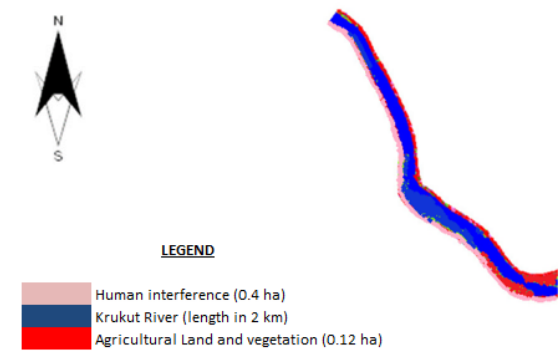 N
S
LEGEND
Human interference (0.4 ha)
Krukut River (length in 2 km)
Agricultural Land and vegetation (0.12 ha)